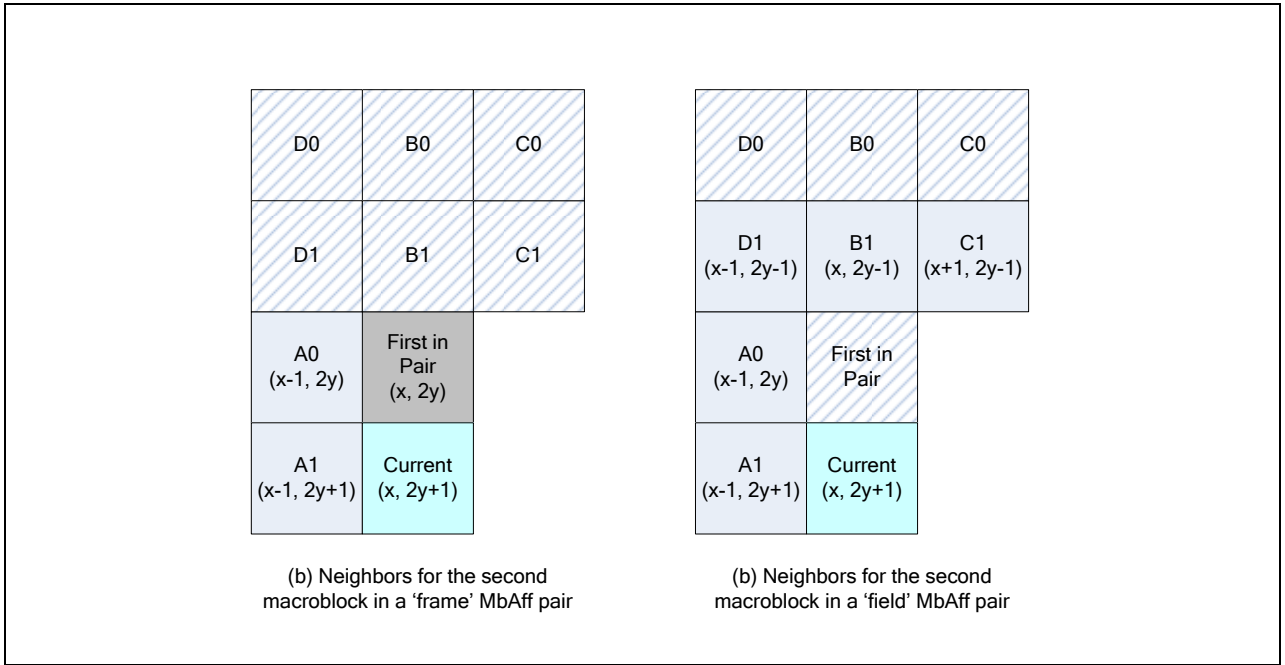 D0
B0
C0
D1
B1
C1
A0
(x-1, 2y)
First in
Pair
(x, 2y)
A1
(x-1, 2y+1)
Current
(x, 2y+1)
(b) Neighbors for the second
macroblock in a ‘frame’ MbAff pair
D0
B0
C0
D1
(x-1, 2y-1)
B1
(x, 2y-1)
C1
(x+1, 2y-1)
A0
(x-1, 2y)
First in
Pair
A1
(x-1, 2y+1)
Current
(x, 2y+1)
(b) Neighbors for the second
macroblock in a ‘field’ MbAff pair